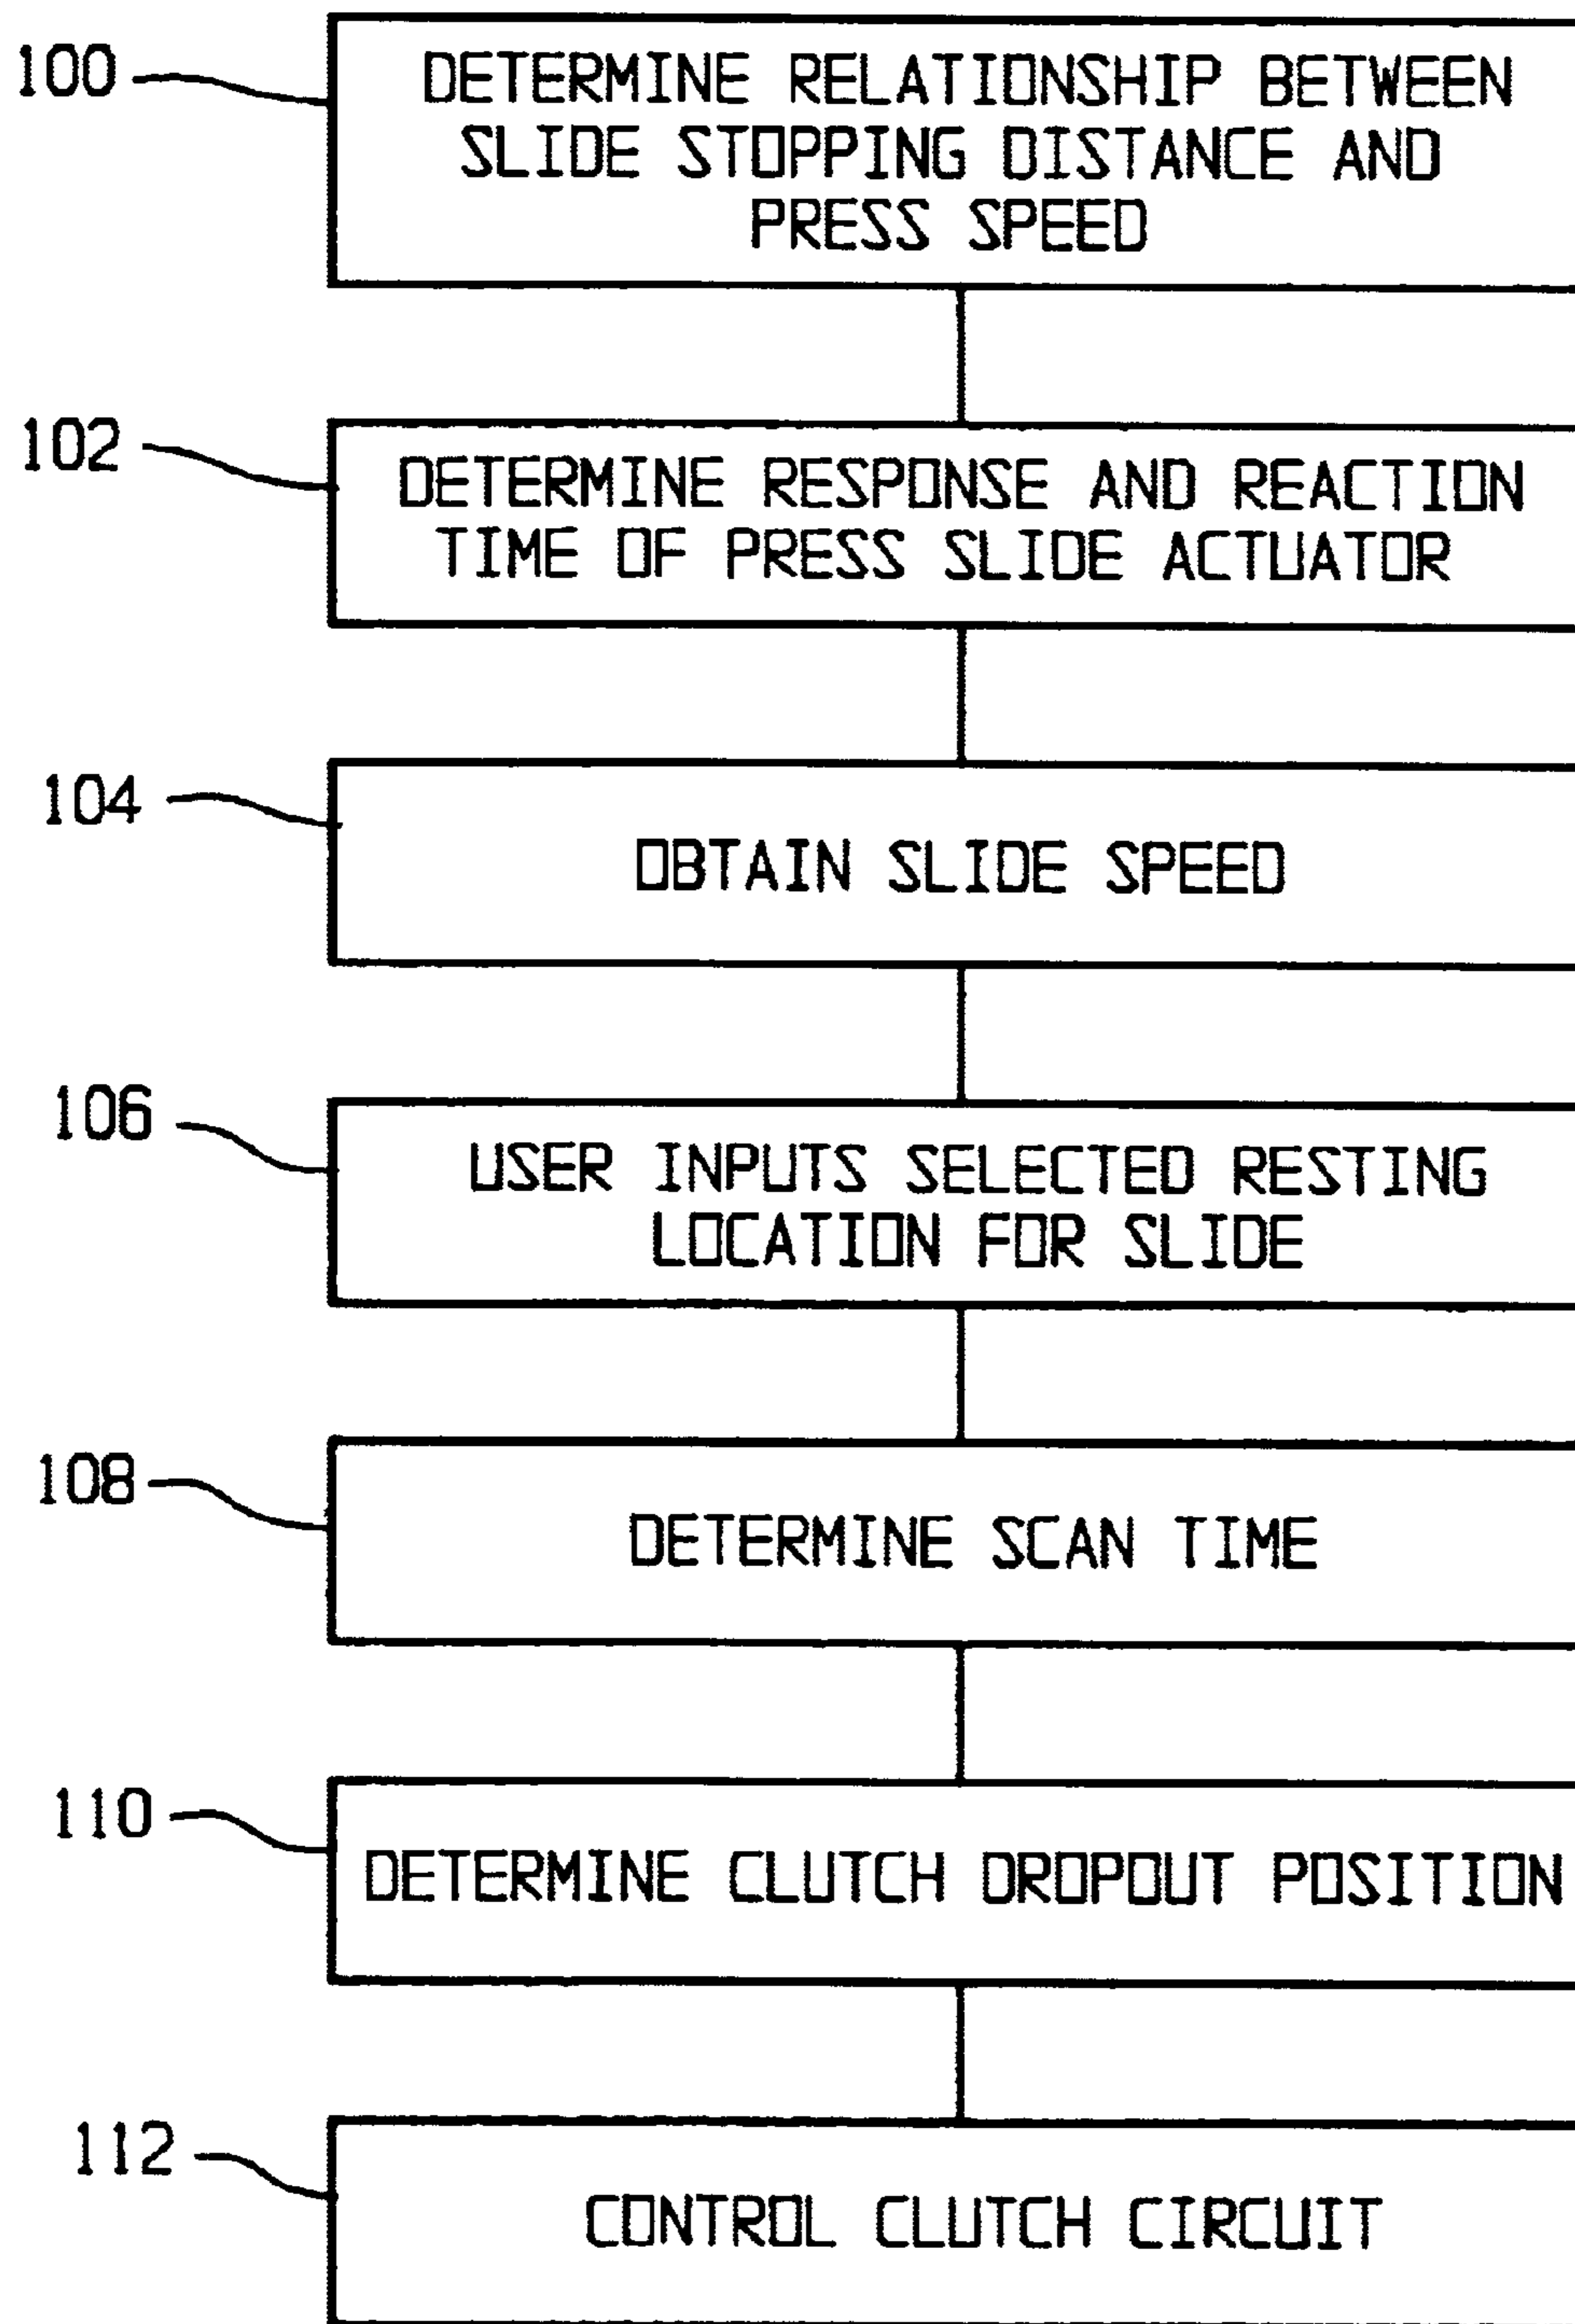 100
DETERMINE RELATIONSHIP BETWEEN
SLIDE STOPPING DISTANCE AND
PRESS SPEED
102
DETERMINE RESPONSE AND REACTION
TIME OF PRESS SLIDE ACTUATOR
104
OBTAIN SLIDE SPEED
106
USER INPUTS SELECTED RESTING
LOCATION FOR SLIDE
108
DETERMINE SCAN TIME
110
DETERMINE CLUTCH DROPOUT POSITION
112
CONTROL CLUTCH CIRCUIT